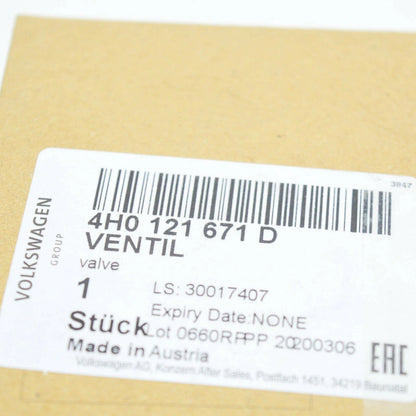 3847
4H0 121 671 D
VENTIL
valve
1 LS: 30017407
Expiry Date:NONE
Stück Lot 0660RPPP 20200306
Made in Austria
EAC
Volkswagen AG, Konzern After Sales, Postfach 1451, 34219 Baunatal
VOLKSWAGEN
GROUP